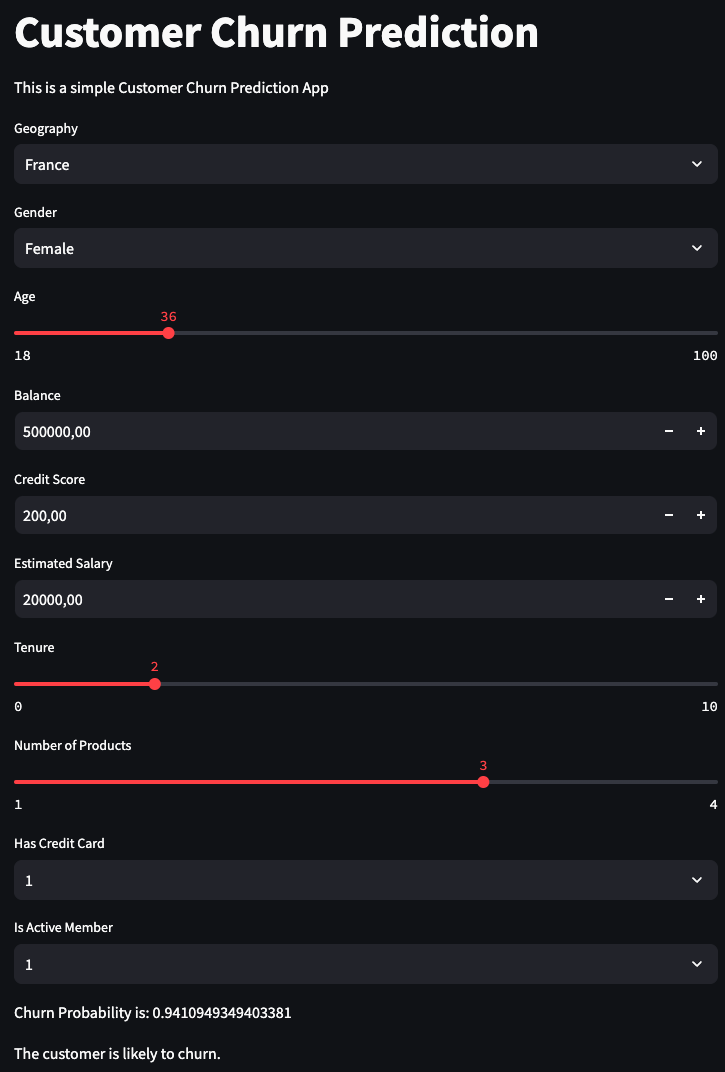 Customer Churn Prediction
This is a simple Customer Churn Prediction App
Geography
France
Gender
Female
Age
36
18 100
Balance
500000,00
Credit Score
200,00
Estimated Salary
20000,00
Tenure
2
0 10
Number of Products
3
1 4
Has Credit Card
1
Is Active Member
1
Churn Probability is: 0.9410949349403381
The customer is likely to churn.